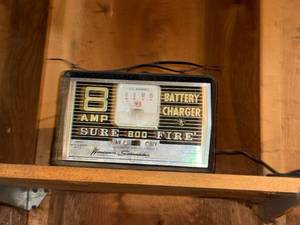 8
AMP
BATTERY
CHARGER
SURE 800 FIRE